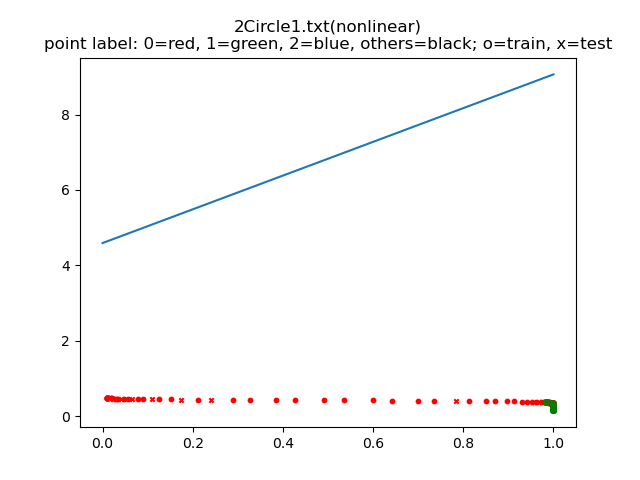 2Circle1.txt(nonlinear)
point label: 0=red, 1=green, 2=blue, others=black; o=train, x=test
8
6
4
2
0
0.0 0.2 0.4 0.6 0.8 1.0